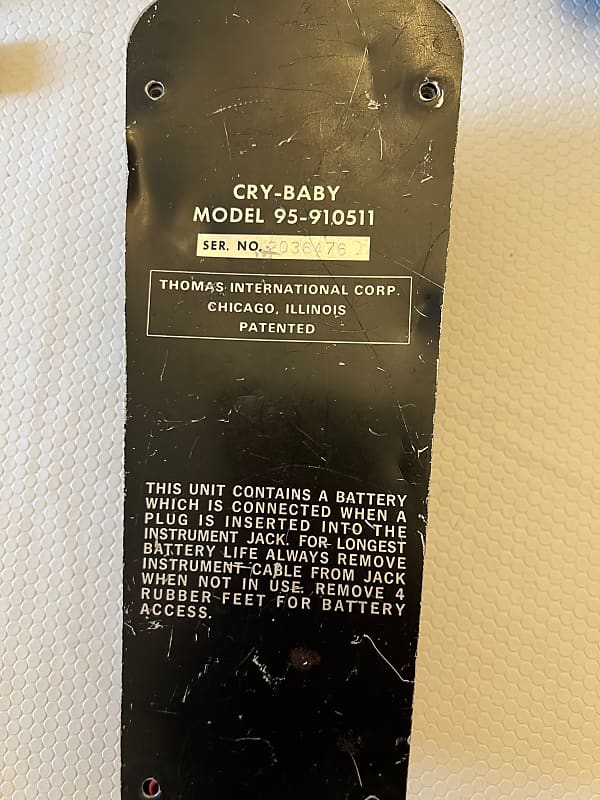 CRY-BABY
MODEL 95-910511
SER. NO. 2036476
THOMAS INTERNATIONAL CORP.
CHICAGO, ILLINOIS
PATENTED
THIS UNIT CONTAINS A BATTERY
WHICH IS CONNECTED WHEN A
PLUG IS INSERTED INTO THE
INSTRUMENT JACK. FOR LONGEST
BATTERY LIFE ALWAYS REMOVE
INSTRUMENT CABLE FROM JACK
WHEN NOT IN USE. REMOVE 4
RUBBER FEET FOR BATTERY
ACCESS.